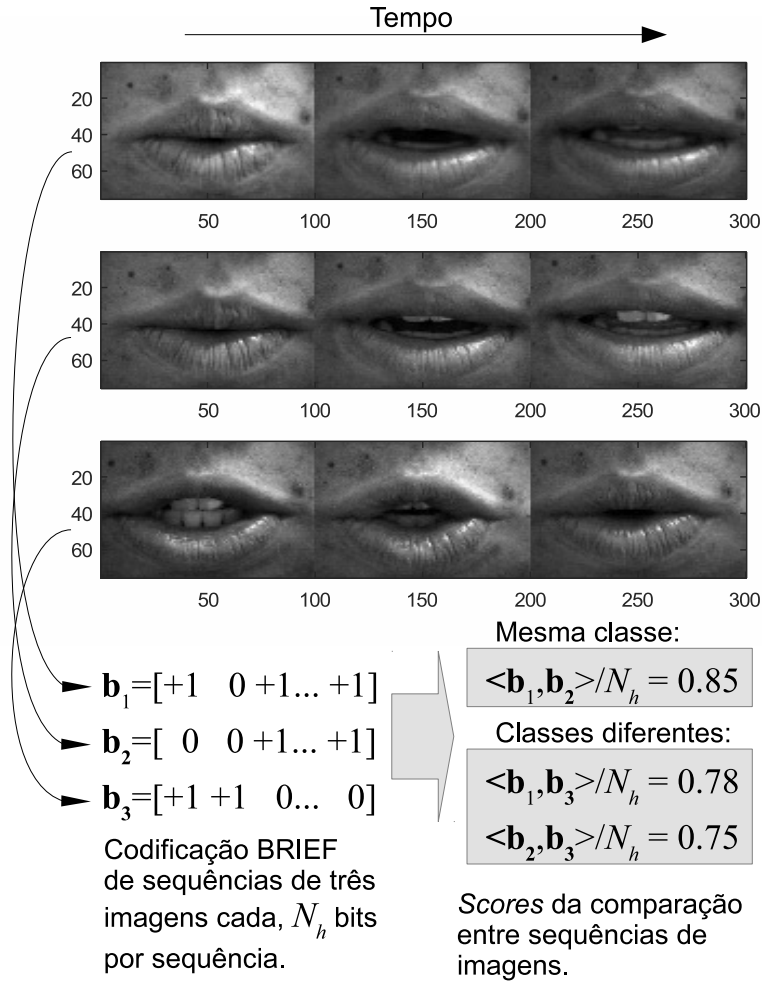 Tempo
20
40
60
50 100 150 200 250 300
20
40
60
50 100 150 200 250 300
20
40
60
50 100 150 200 250 300
b1=[+1 0 +1... +1]
b2=[ 0 0 +1... +1]
b3=[+1 +1 0... 0]
Codificação BRIEF
de sequências de três
imagens cada, Nh bits
por sequência.
Mesma classe:
<b1,b2>/Nh = 0.85
Classes diferentes:
<b1,b3>/Nh = 0.78
<b2,b3>/Nh = 0.75
Scores da comparação
entre sequências de
imagens.